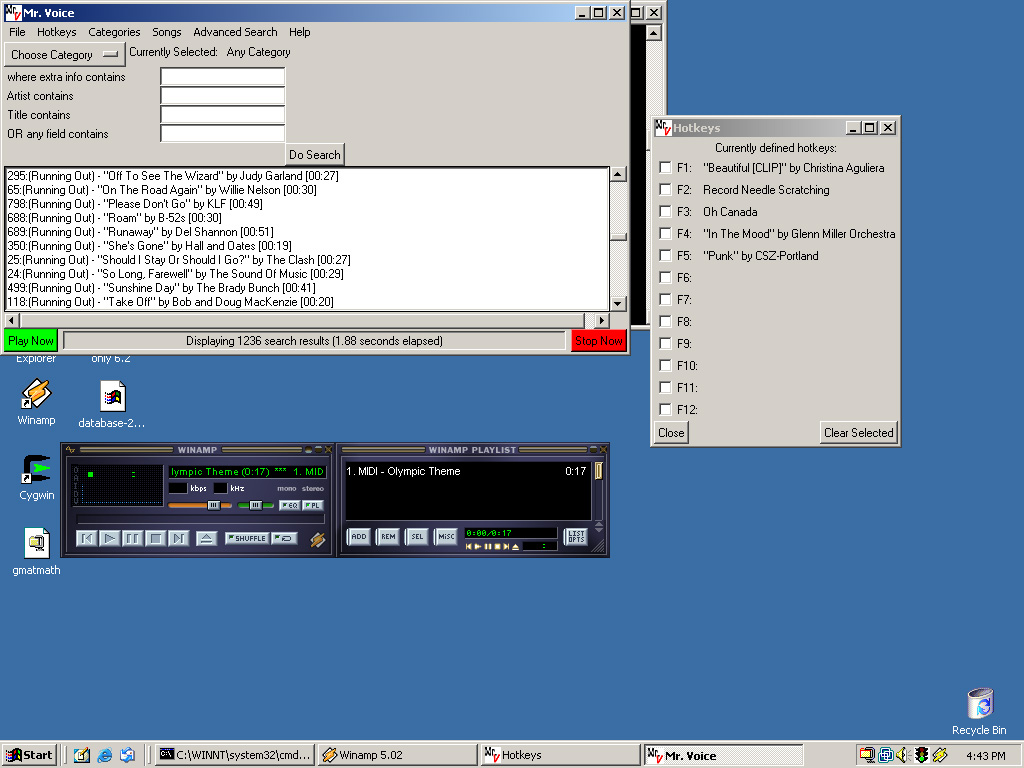 Mr. Voice
File Hotkeys Categories Songs Advanced Search Help
Choose Category Currently Selected: Any Category
where extra info contains
Artist contains
Title contains
OR any field contains
Do Search
295:(Running Out) - "Off To See The Wizard" by Judy Garland [00:27]
65:(Running Out) - "On The Road Again" by Willie Nelson [00:30]
798:(Running Out) - "Please Don't Go" by KLF [00:49]
688:(Running Out) - "Roam" by B-52s [00:30]
689:(Running Out) - "Runaway" by Del Shannon [00:51]
350:(Running Out) - "She's Gone" by Hall and Oates [00:19]
25:(Running Out) - "Should I Stay Or Should I Go?" by The Clash [00:27]
24:(Running Out) - "So Long, Farewell" by The Sound Of Music [00:29]
499:(Running Out) - "Sunshine Day" by The Brady Bunch [00:41]
118:(Running Out) - "Take Off" by Bob and Doug MacKenzie [00:20]
Play Now Displaying 1236 search results (1.88 seconds elapsed) Stop Now
Hotkeys
Currently defined hotkeys:
F1: "Beautiful [CLIP]" by Christina Aguliera
F2: Record Needle Scratching
F3: Oh Canada
F4: "In The Mood" by Glenn Miller Orchestra
F5: "Punk" by CSZ-Portland
F6:
F7:
F8:
F9:
F10:
F11:
F12:
Close Clear Selected
Explorer only 6.2
Winamp database-2...
Cygwin
gmatmath
WINAMP
lympic Theme (0:17) *** 1. MID
kbps kHz mono stereo
EQ PL
SHUFFLE
WINAMP PLAYLIST
1. MIDI - Olympic Theme 0:17
ADD REM SEL MISC 0:00/0:17 LIST OPTS
Recycle Bin
Start C:\WINNT\system32\cmd... Winamp 5.02 Hotkeys Mr. Voice 4:43 PM